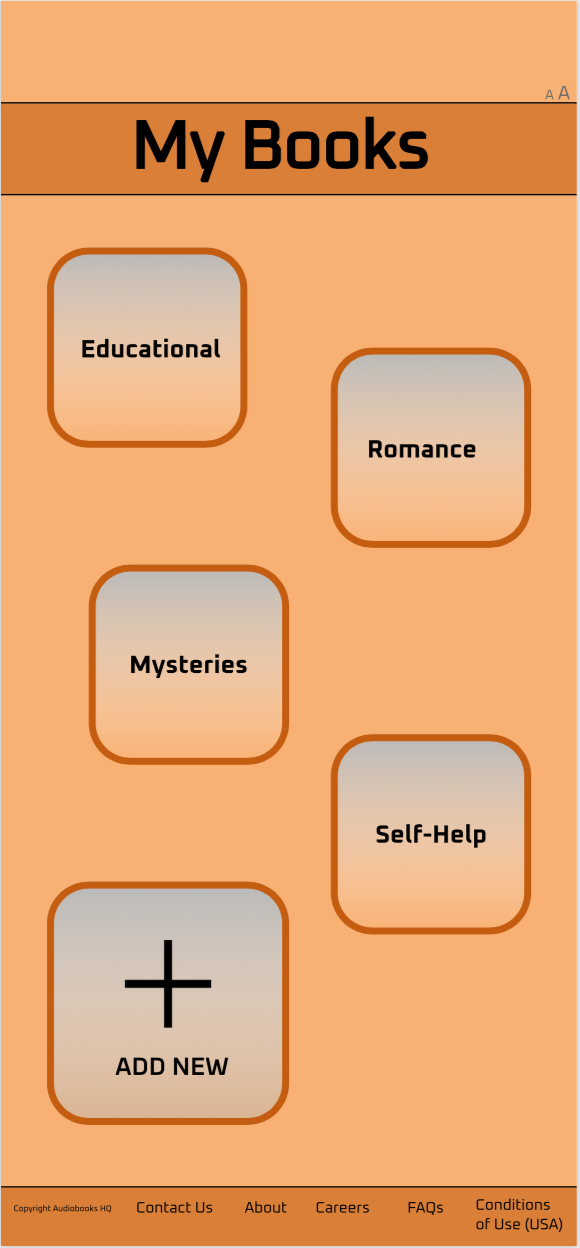 A A
My Books
Educational
Romance
Mysteries
Self-Help
ADD NEW
Copyright Audiobooks HQ
Contact Us
About
Careers
FAQs
Conditions
of Use (USA)